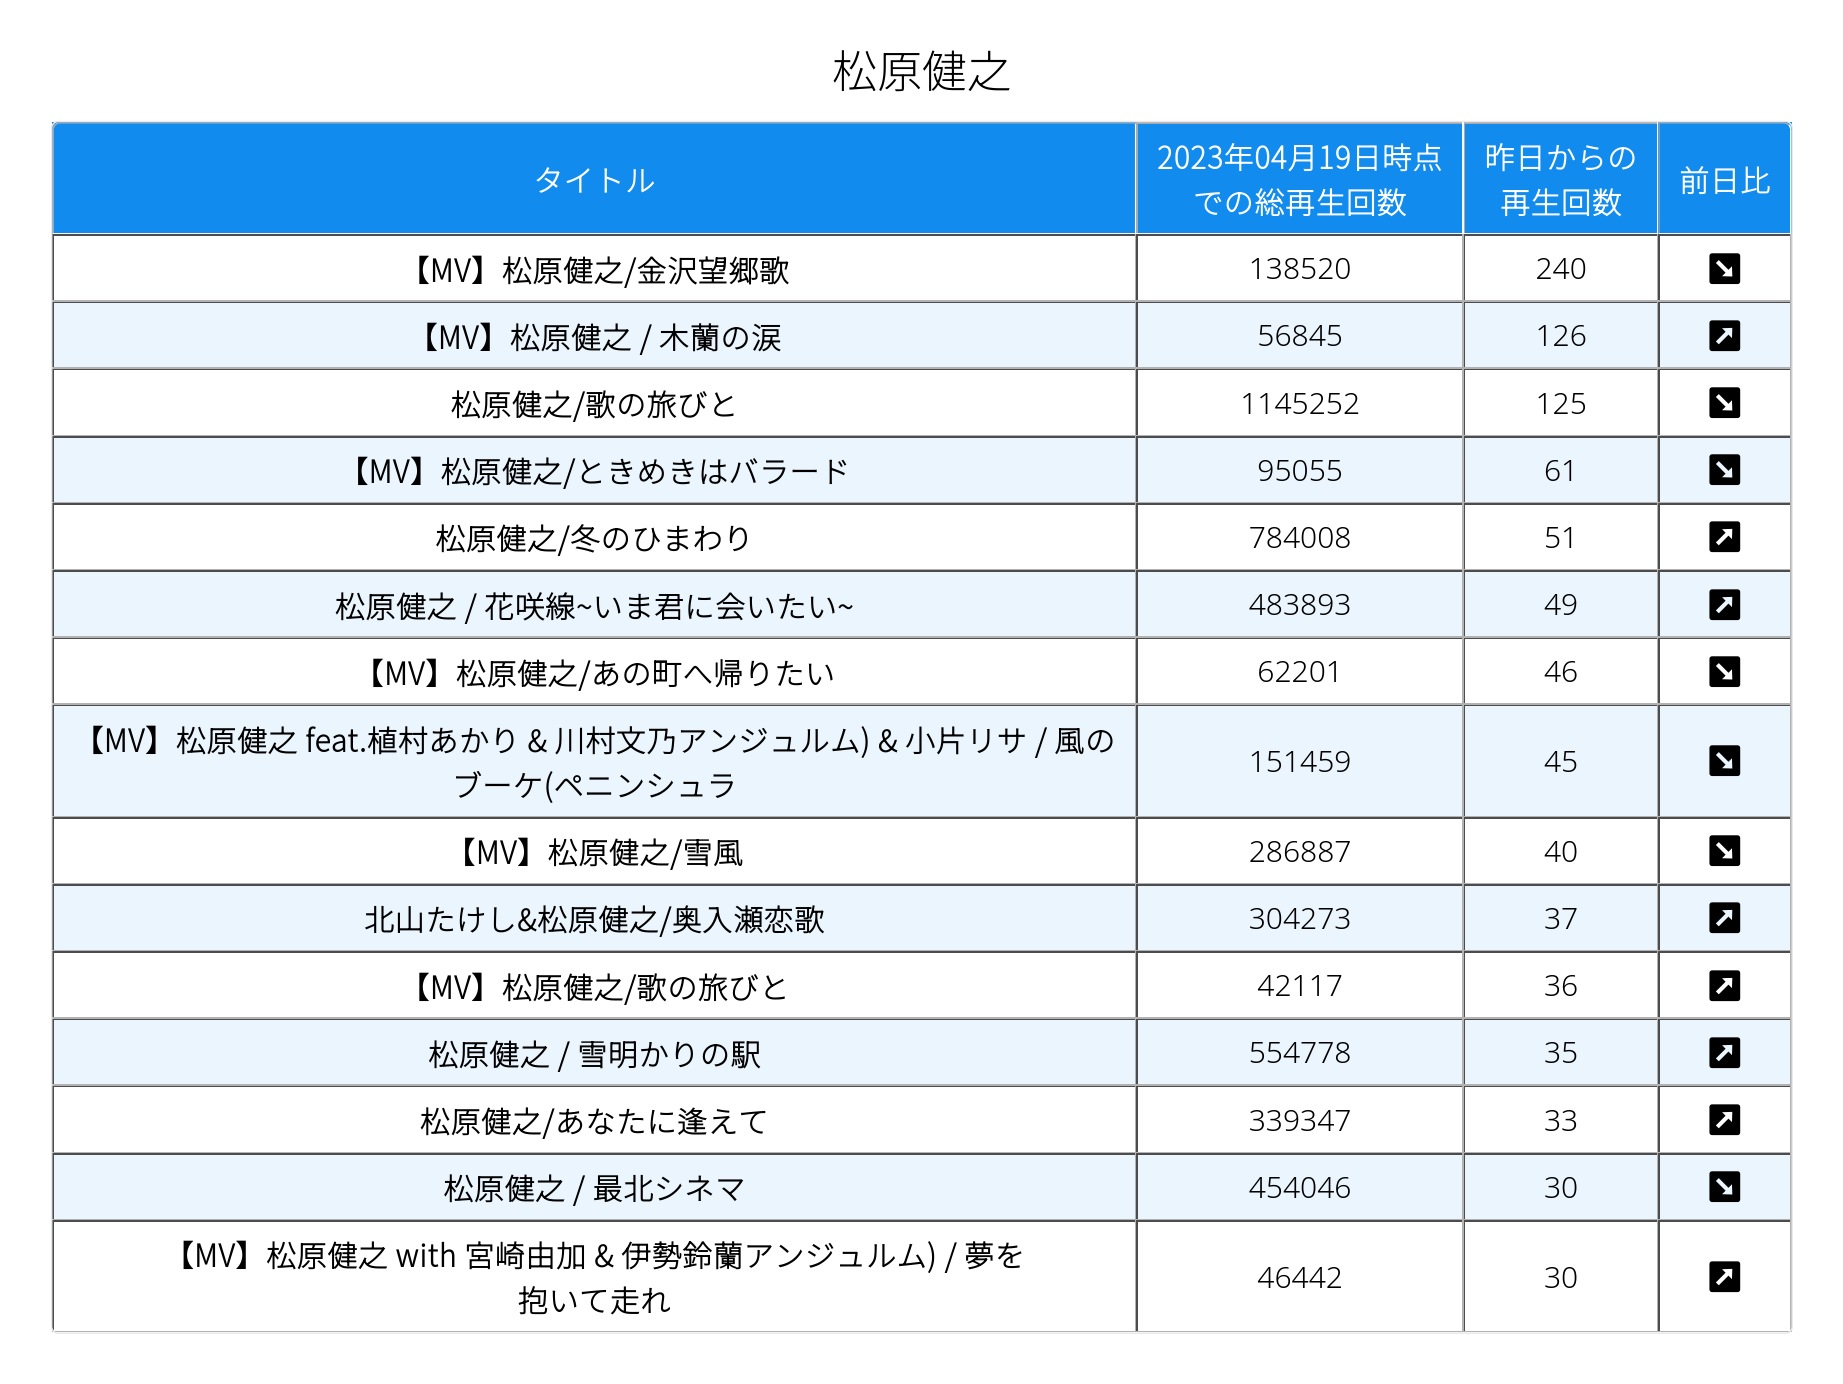 松原健之
タイトル 2023年04月19日時点 昨日からの 前日比
での総再生回数 再生回数
【MV】松原健之/金沢望郷歌 138520 240
【MV】松原健之 / 木蘭の涙 56845 126
松原健之/歌の旅びと 1145252 125
【MV】松原健之/ときめきはバラード 95055 61
松原健之/冬のひまわり 784008 51
松原健之 / 花咲線~いま君に会いたい~ 483893 49
【MV】松原健之/あの町へ帰りたい 62201 46
【MV】松原健之 feat.植村あかり & 川村文乃アンジュルム) & 小片リサ / 風の
ブーケ(ペニンシュラ 151459 45
【MV】松原健之/雪風 286887 40
北山たけし&松原健之/奥入瀬恋歌 304273 37
【MV】松原健之/歌の旅びと 42117 36
松原健之 / 雪明かりの駅 554778 35
松原健之/あなたに逢えて 339347 33
松原健之 / 最北シネマ 454046 30
【MV】松原健之 with 宮崎由加 & 伊勢鈴蘭アンジュルム) / 夢を
抱いて走れ 46442 30